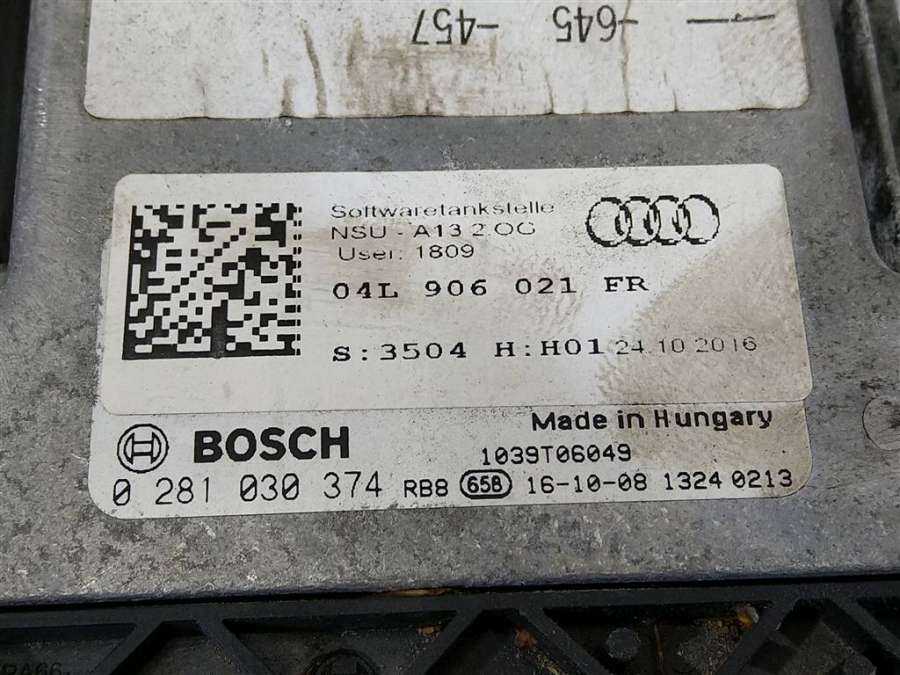 -457 -645 —
Softwaretankstelle
NSU - A13 2.OG
User: 1809
04L 906 021 FR
S:3504 H:H01 24.10.2016
Made in Hungary
BOSCH
1039T06049
0 281 030 374 RB8 658 16-10-08 1324 0213